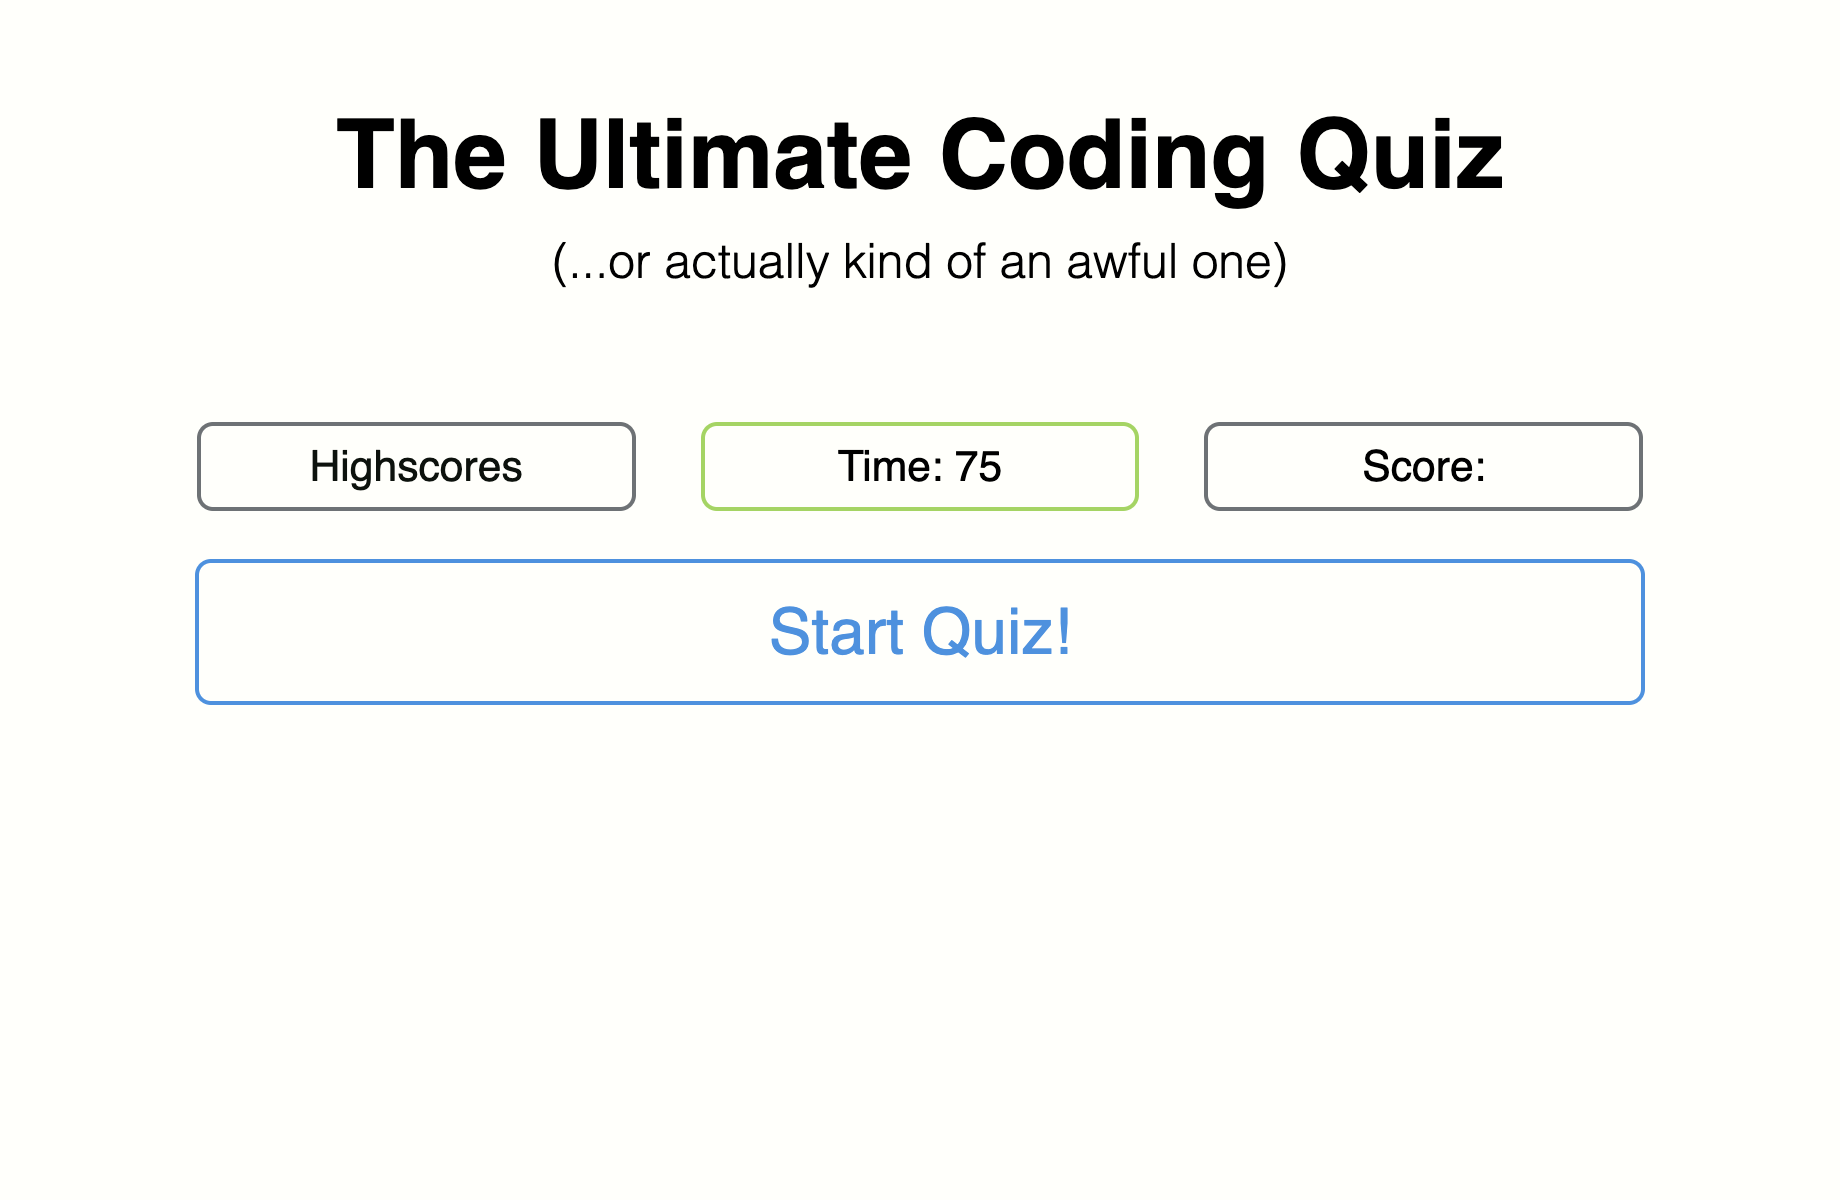 The Ultimate Coding Quiz
(...or actually kind of an awful one)
Highscores
Time: 75
Score:
Start Quiz!